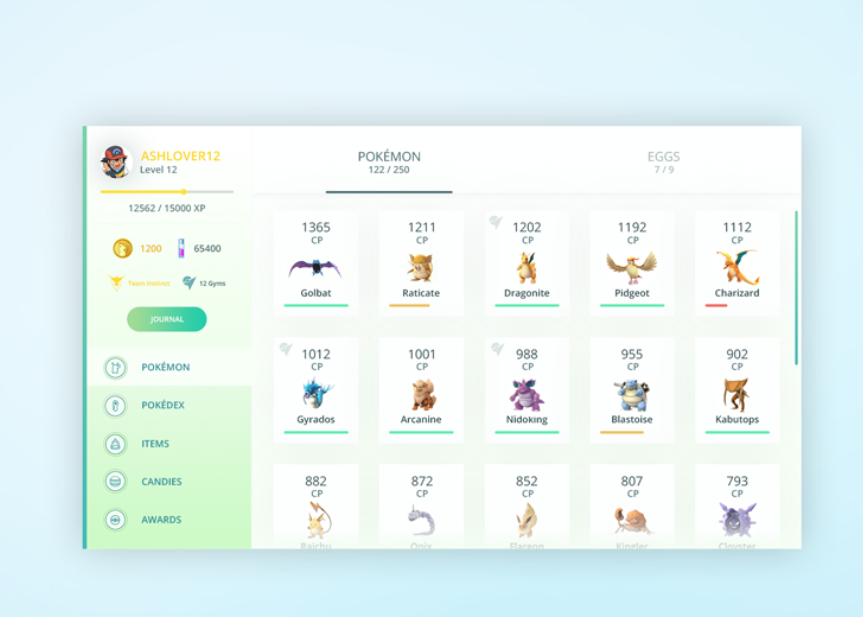 ASHLOVER12
Level 12
12562 / 15000 XP
1200
65400
Team Instinct
12 Gyms
JOURNAL
POKÉMON
POKÉDEX
ITEMS
CANDIES
AWARDS
POKÉMON
122 / 250
EGGS
7 / 9
1365 1211 1202 1192 1112
CP CP CP CP CP
Golbat Raticate Dragonite Pidgeot Charizard
1012 1001 988 955 902
CP CP CP CP CP
Gyrados Arcanine Nidoking Blastoise Kabutops
882 872 852 807 793
CP CP CP CP CP
Raichu Onix Flareon Kingler Cloyster